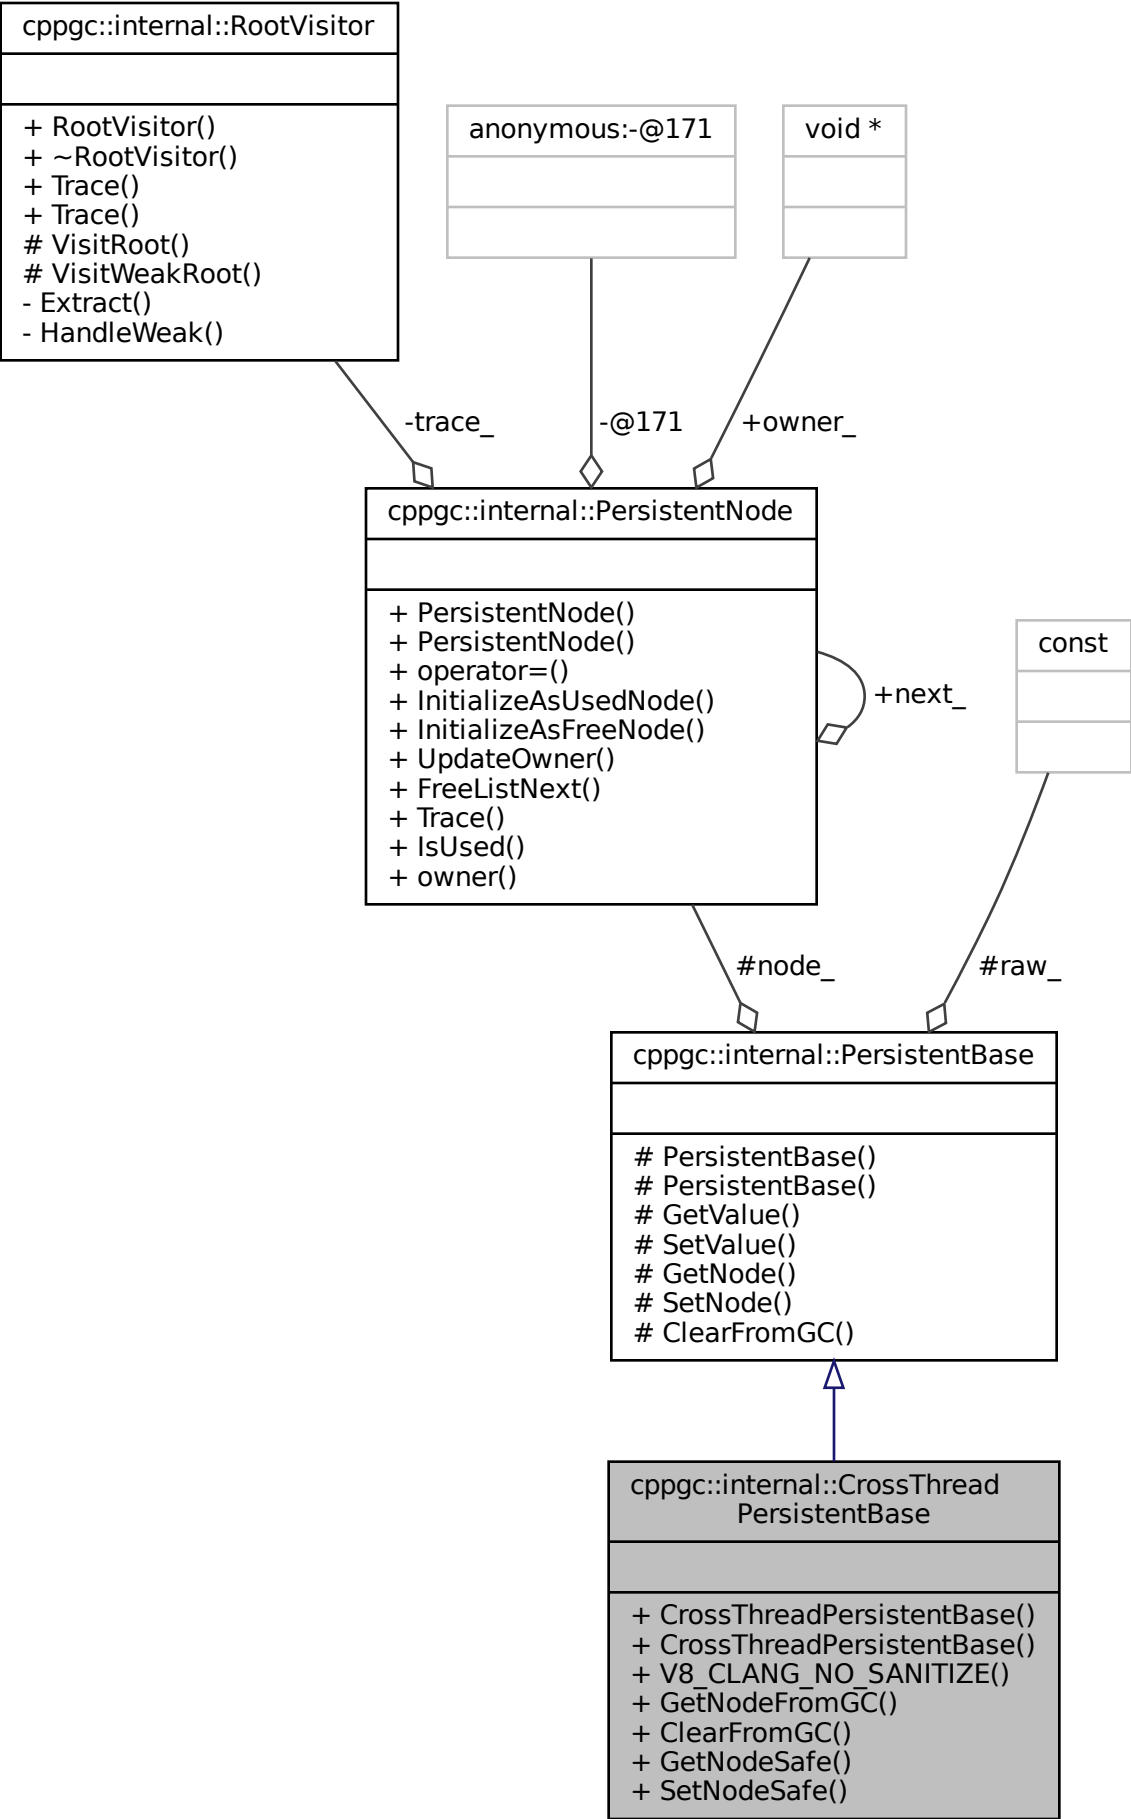 cppgc::internal::RootVisitor
+ RootVisitor()
+ ~RootVisitor()
+ Trace()
+ Trace()
# VisitRoot()
# VisitWeakRoot()
- Extract()
- HandleWeak()
anonymous:-@171
void *
-trace_
-@171
+owner_
cppgc::internal::PersistentNode
+ PersistentNode()
+ PersistentNode()
+ operator=()
+ InitializeAsUsedNode()
+ InitializeAsFreeNode()
+ UpdateOwner()
+ FreeListNext()
+ Trace()
+ IsUsed()
+ owner()
+next_
const
#node_
#raw_
cppgc::internal::PersistentBase
# PersistentBase()
# PersistentBase()
# GetValue()
# SetValue()
# GetNode()
# SetNode()
# ClearFromGC()
cppgc::internal::CrossThread
PersistentBase
+ CrossThreadPersistentBase()
+ CrossThreadPersistentBase()
+ V8_CLANG_NO_SANITIZE()
+ GetNodeFromGC()
+ ClearFromGC()
+ GetNodeSafe()
+ SetNodeSafe()